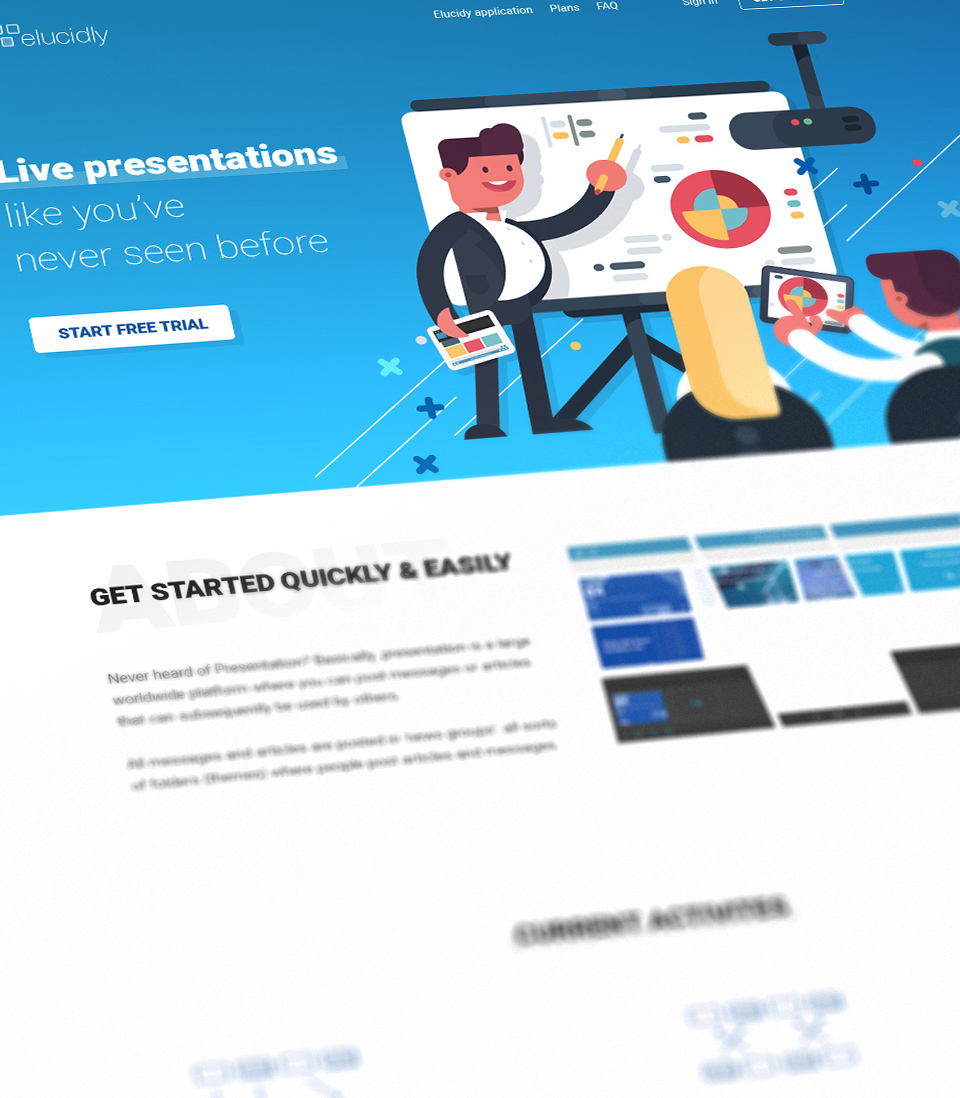 elucidly
Elucidy application Plans FAQ Sign in
Live presentations
like you've
never seen before
START FREE TRIAL
ABOUT
GET STARTED QUICKLY & EASILY
Never heard of Presentation? Basically, presentation is a large
worldwide platform where you can post messages or articles
that can subsequently be used by others.
All messages and articles are posted in 'news groups': all sorts
of folders (themes) where people post articles and messages.
CURRENT ACTIVITES